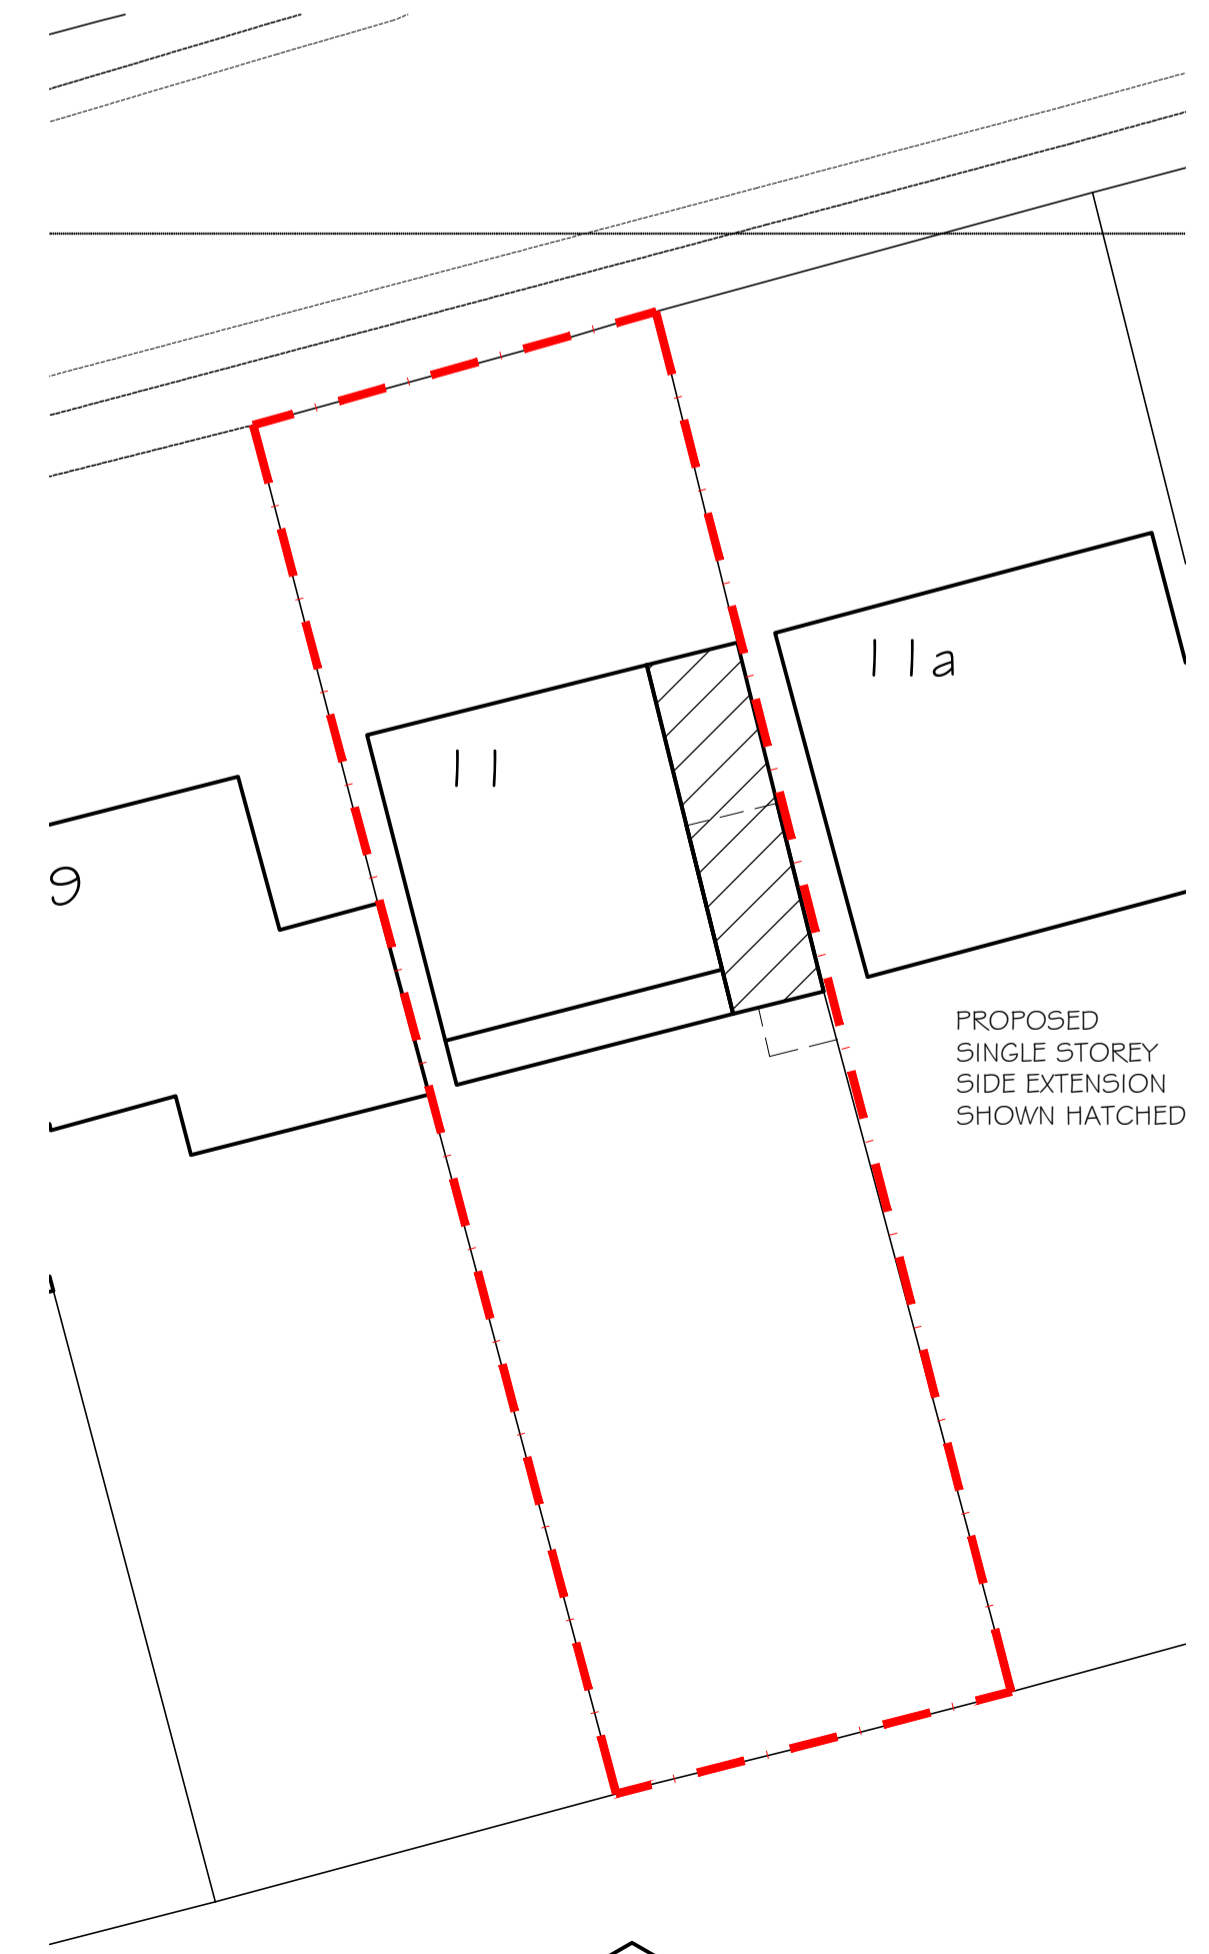 11a
11
9
PROPOSED
SINGLE STOREY
SIDE EXTENSION
SHOWN HATCHED